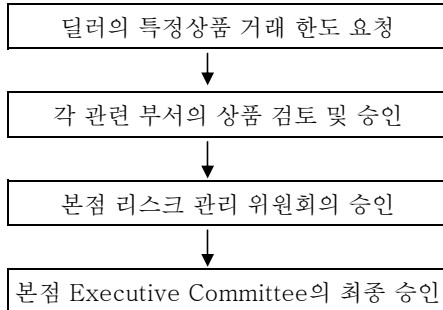 딜러의 특정상품 거래 한도 요청
각 관련 부서의 상품 검토 및 승인
본점 리스크 관리 위원회의 승인
본점 Executive Committee의 최종 승인